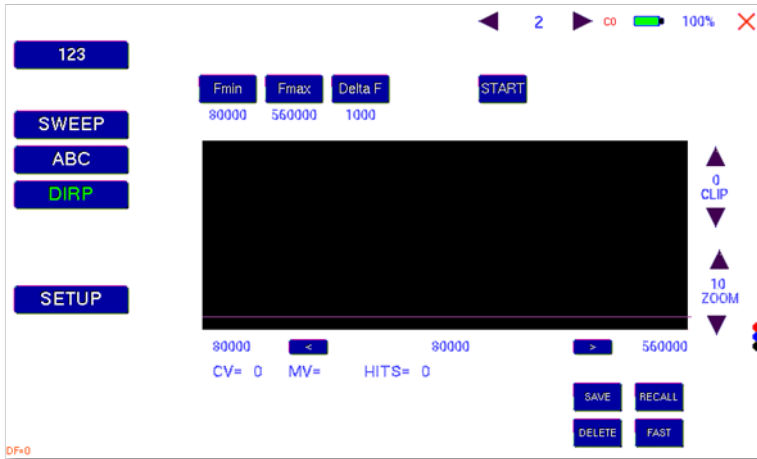 2 C0 100%
123
Fmin Fmax Delta F START
80000 560000 1000
SWEEP
ABC
DIRP
0
CLIP
SETUP
10
ZOOM
80000 < 80000 > 560000
CV= 0 MV= HITS= 0
SAVE RECALL
DELETE FAST
DF=0